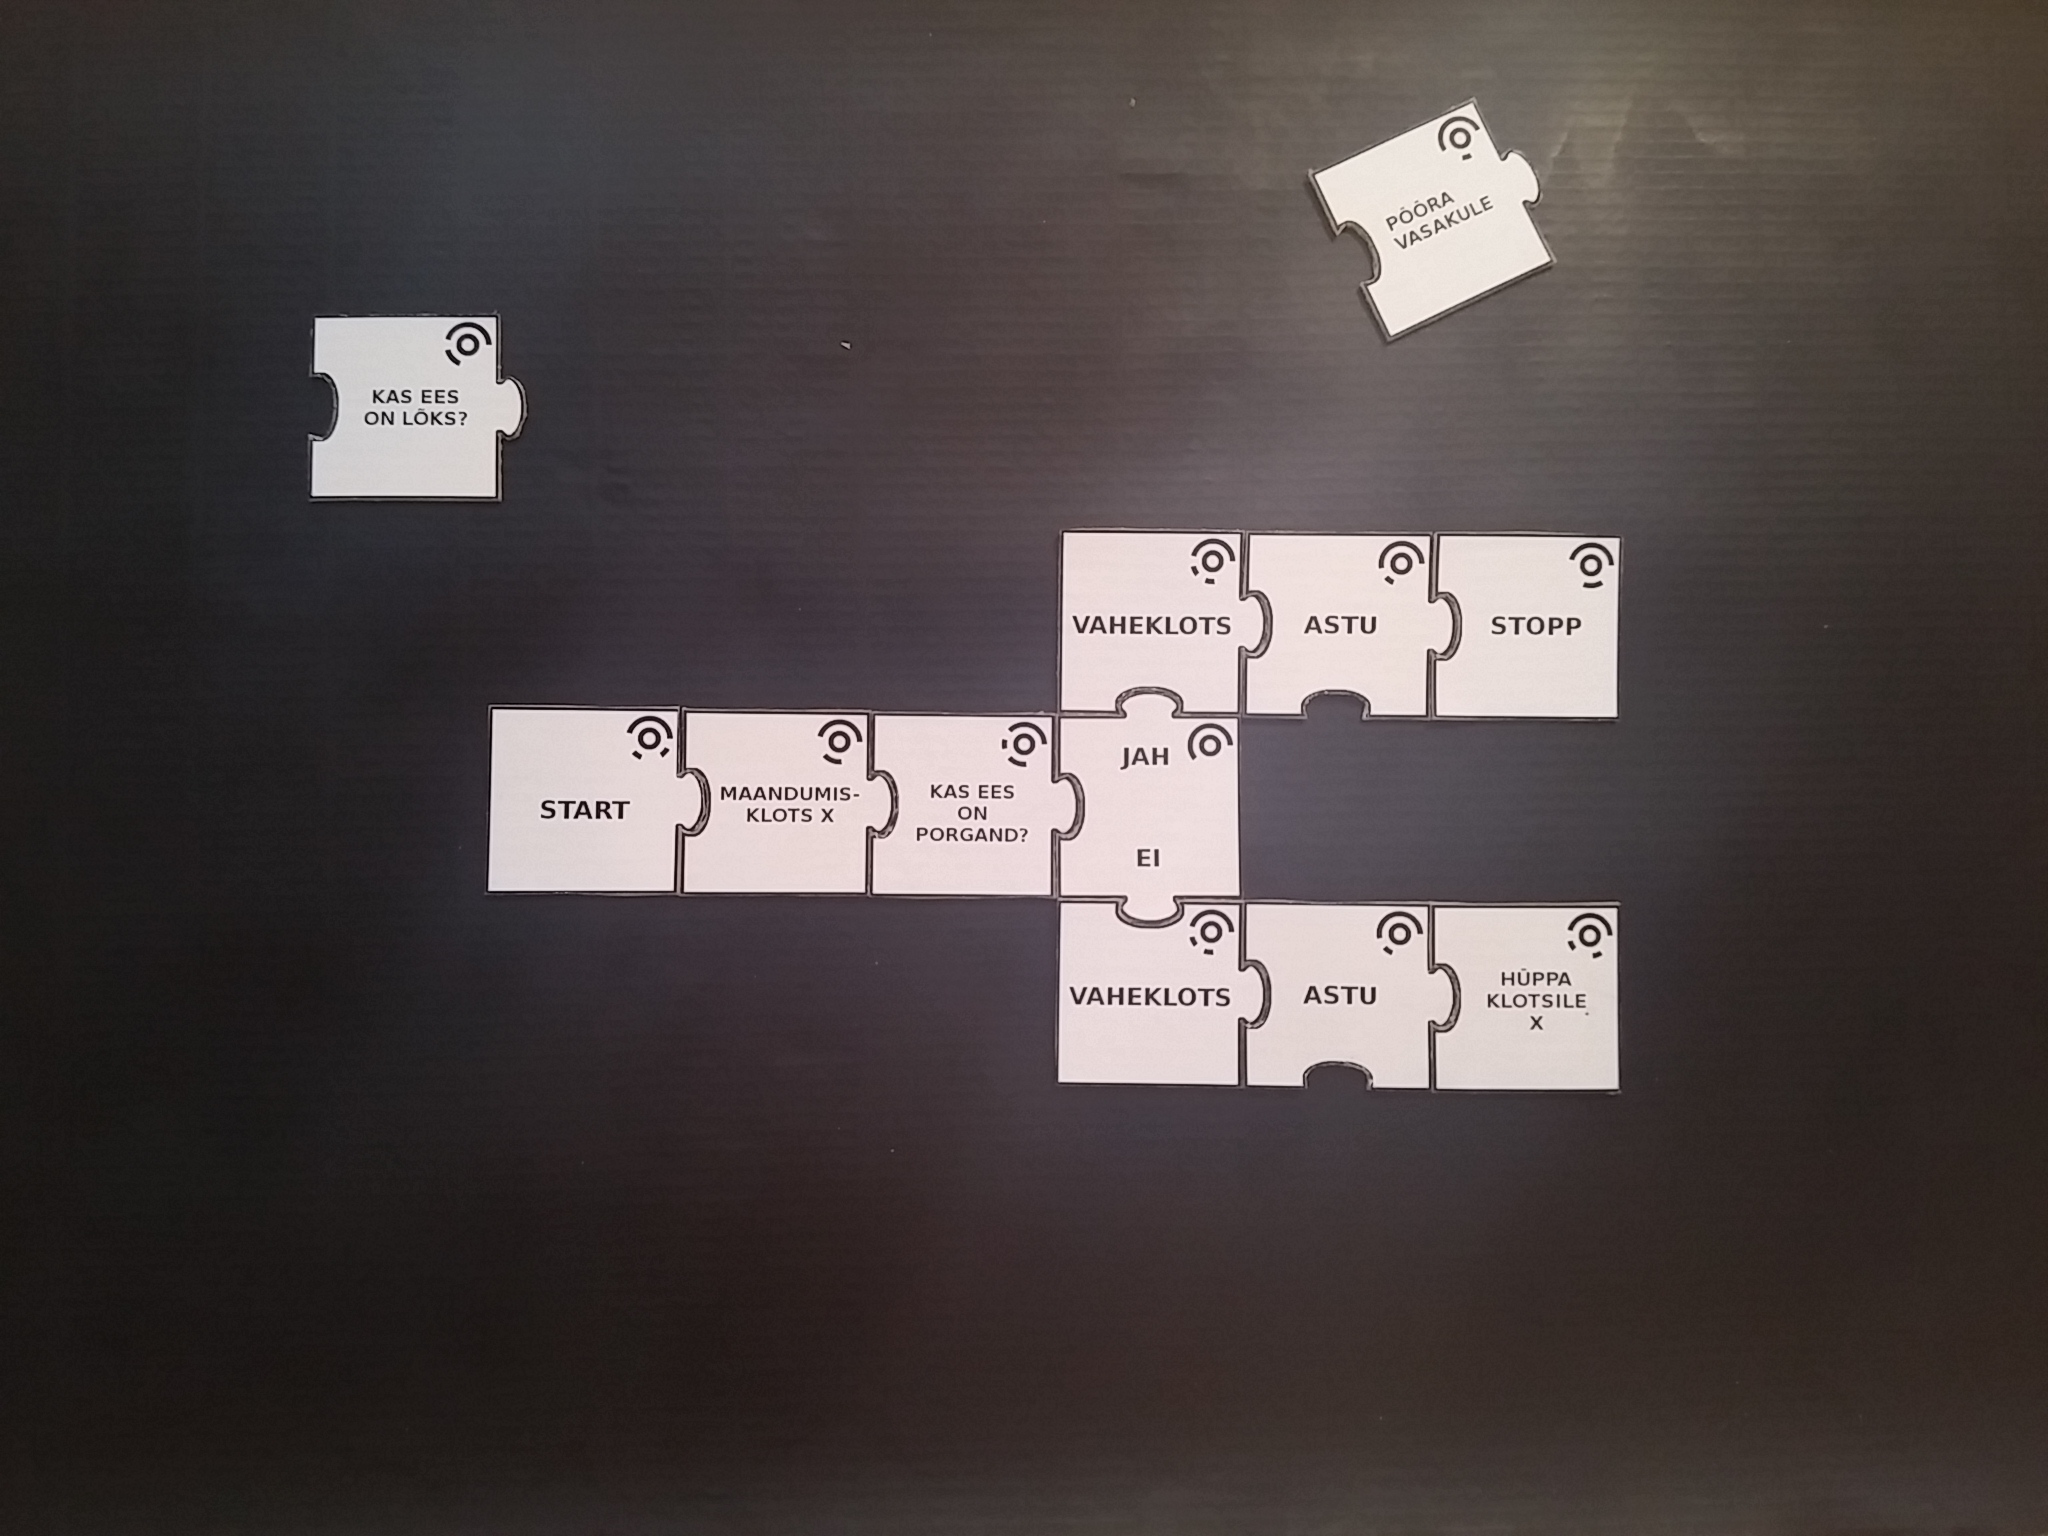 START
MAANDUMIS-
KLOTS X
KAS EES
ON
PORGAND?
JAH
EI
VAHEKLOTS
ASTU
STOPP
VAHEKLOTS
ASTU
HÜPPA
KLOTSILE
X
KAS EES
ON LÕKS?
PÖÖRA
VASAKULE